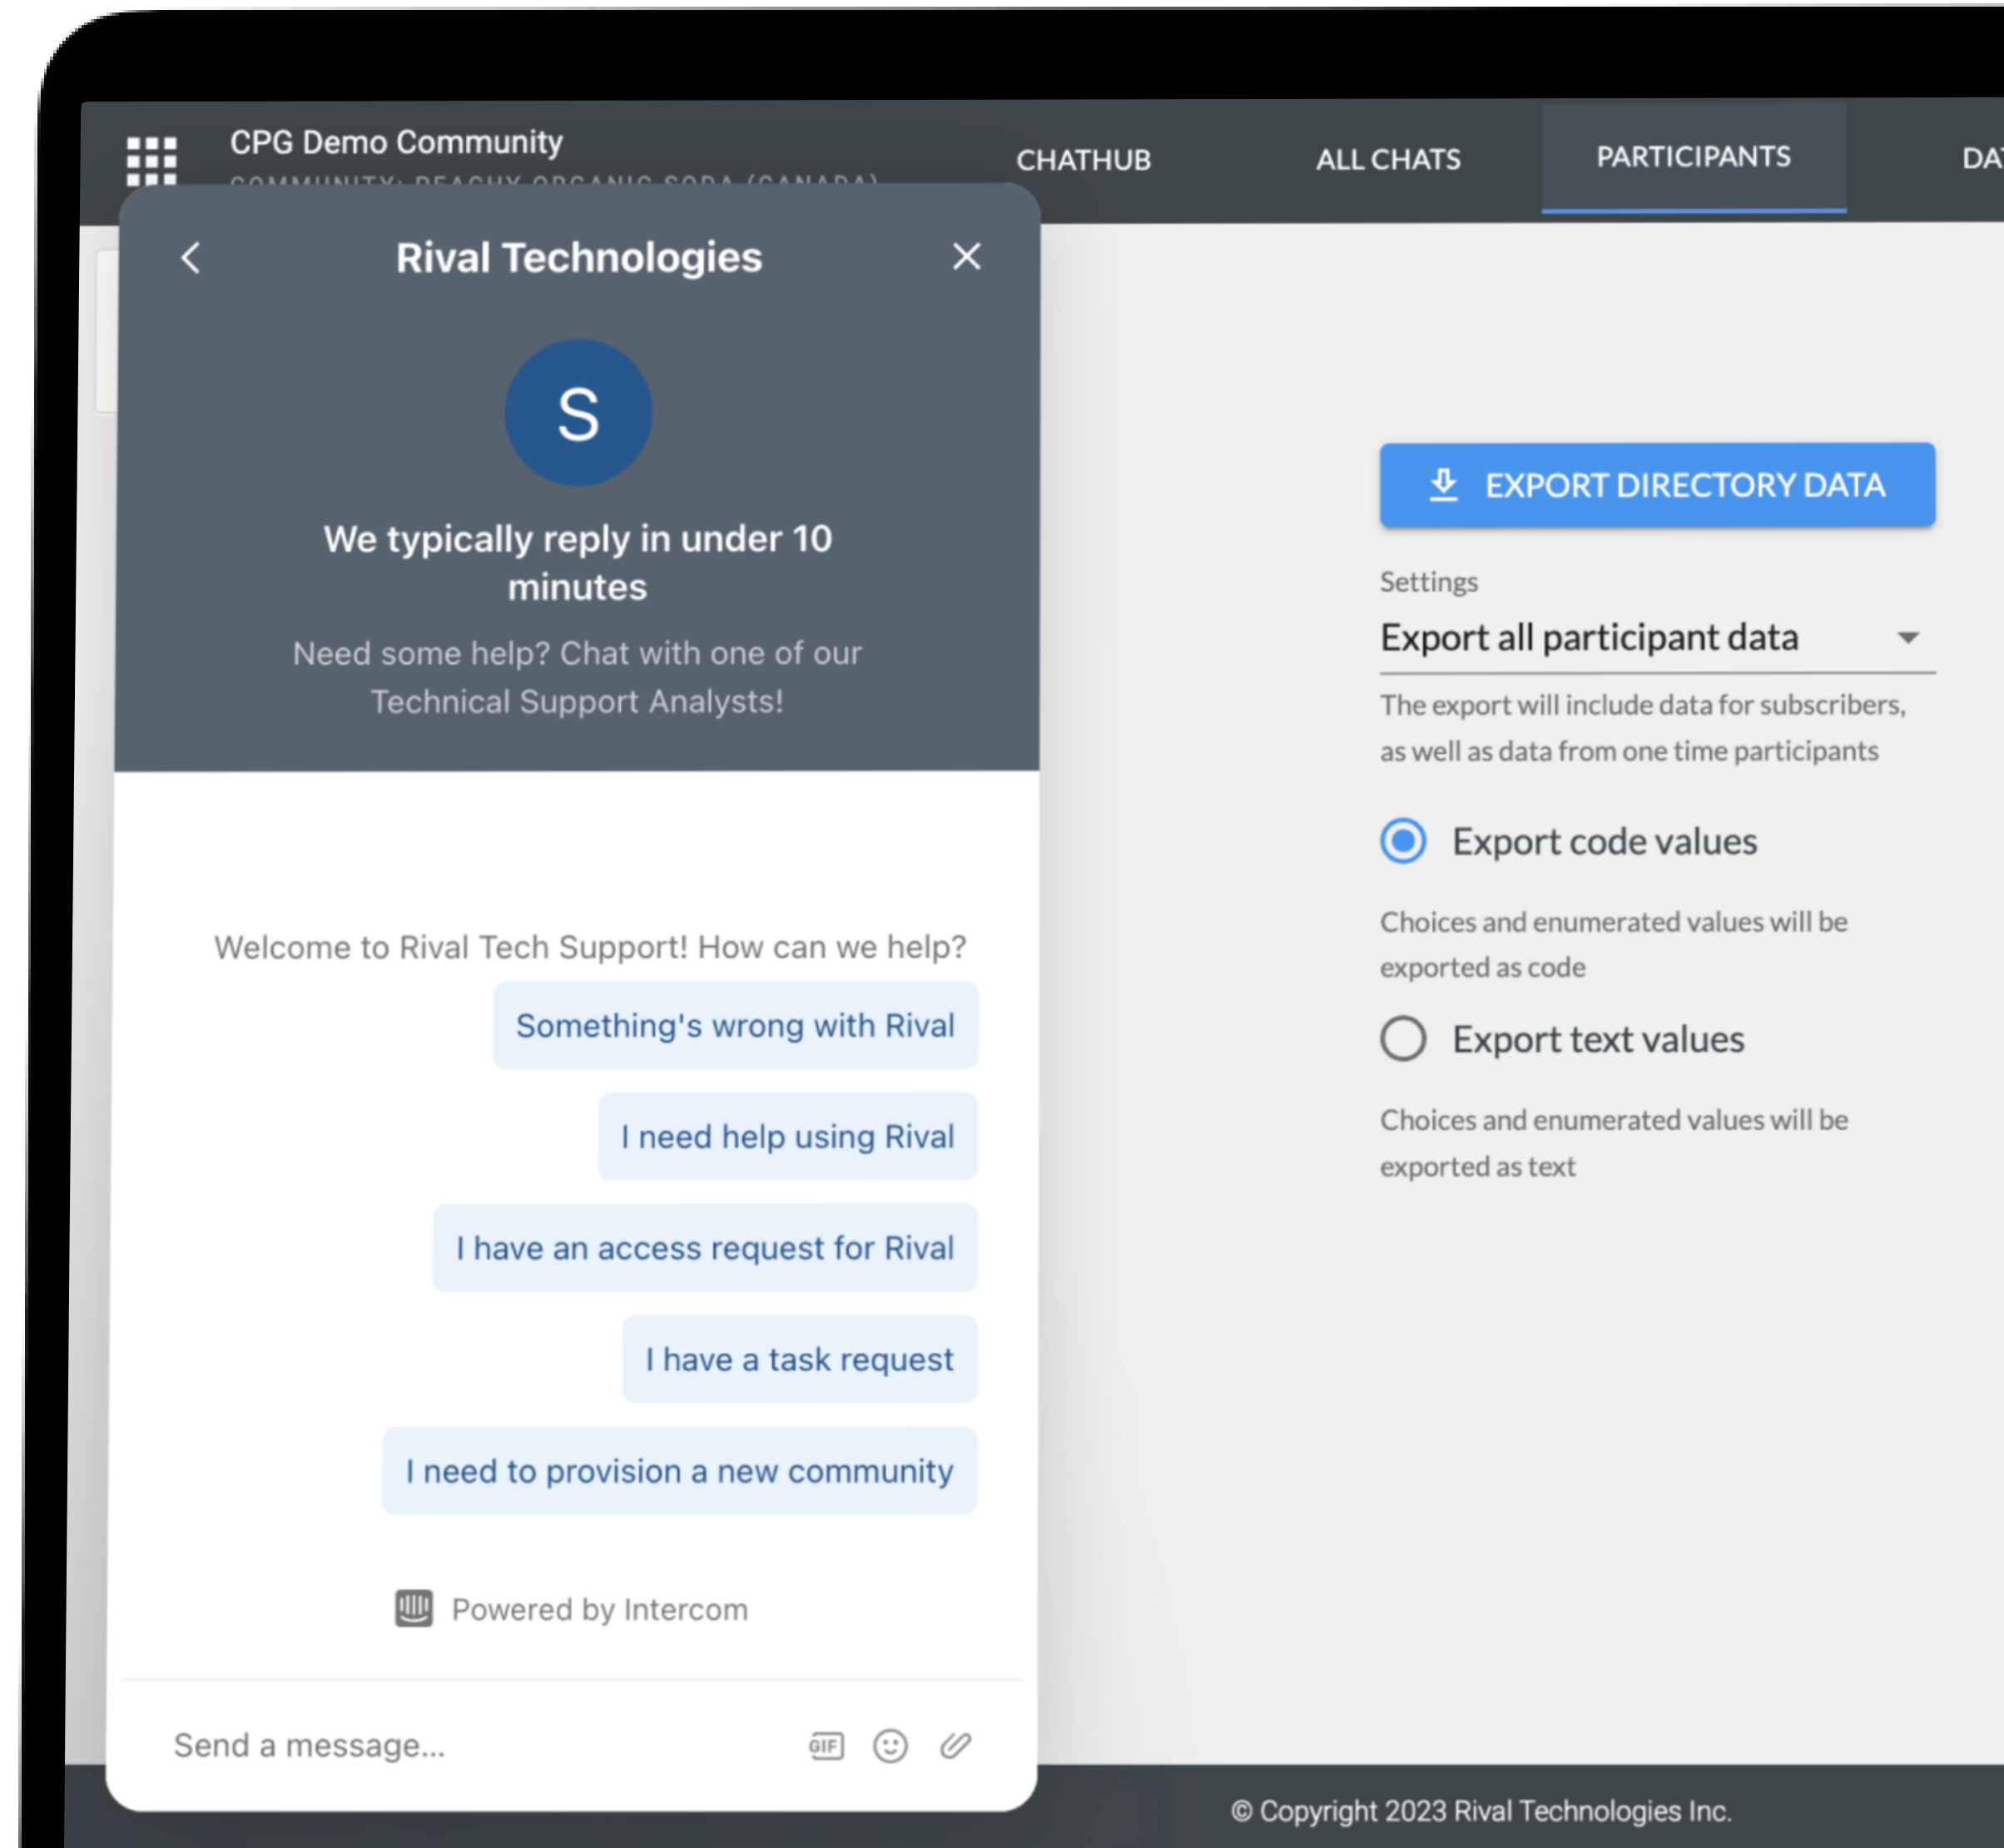 CPG Demo Community
COMMUNITY: PEACHY ORGANIC SODA (CANADA)
CHATHUB
ALL CHATS
PARTICIPANTS
Rival Technologies
S
We typically reply in under 10
minutes
Need some help? Chat with one of our
Technical Support Analysts!
Welcome to Rival Tech Support! How can we help?
Something's wrong with Rival
I need help using Rival
I have an access request for Rival
I have a task request
I need to provision a new community
Powered by Intercom
Send a message...
GIF
EXPORT DIRECTORY DATA
Settings
Export all participant data
The export will include data for subscribers,
as well as data from one time participants
Export code values
Choices and enumerated values will be
exported as code
Export text values
Choices and enumerated values will be
exported as text
© Copyright 2023 Rival Technologies Inc.